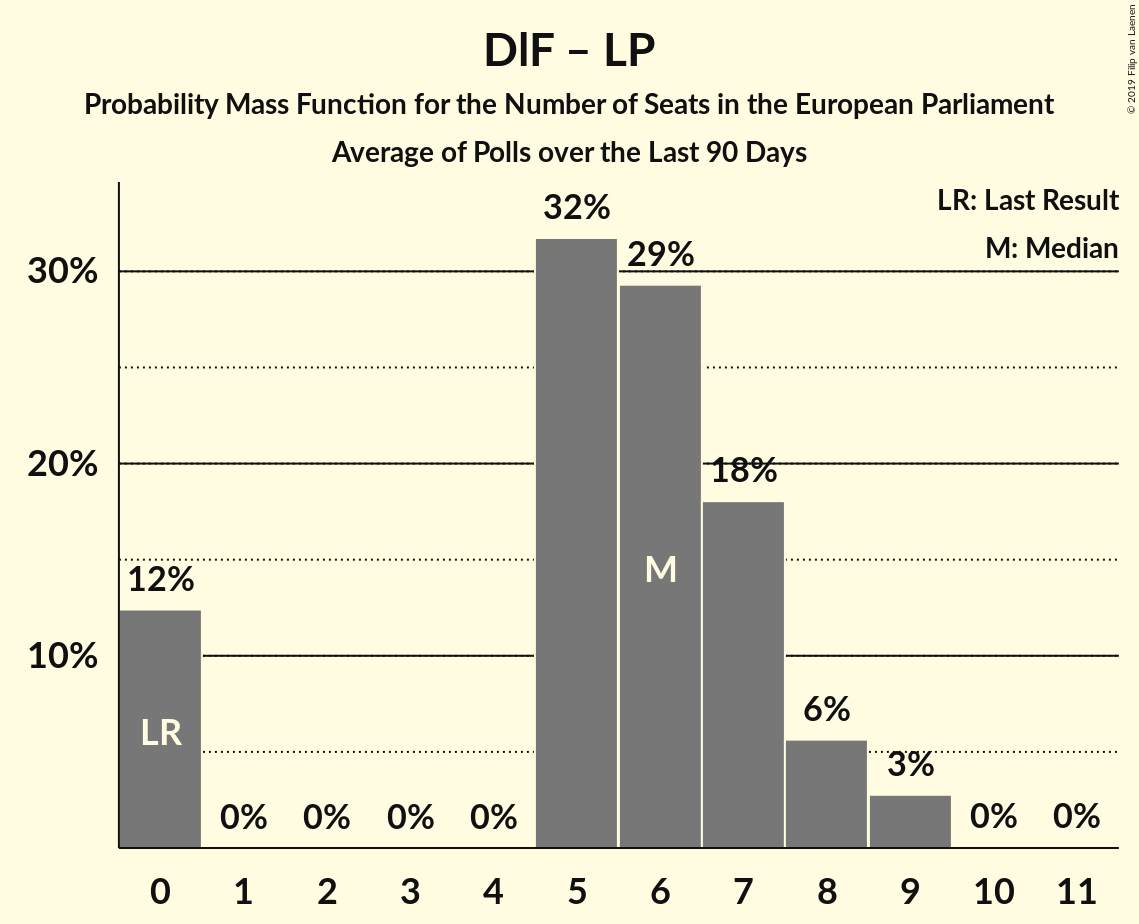 DlF – LP
Probability Mass Function for the Number of Seats in the European Parliament
Average of Polls over the Last 90 Days
© 2019 Filip van Laenen
LR: Last Result
M: Median
32%
29%
30%
20%
18%
12%
M
10%
LR
6%
3%
0% 0% 0% 0% 0% 0%
0 1 2 3 4 5 6 7 8 9 10 11